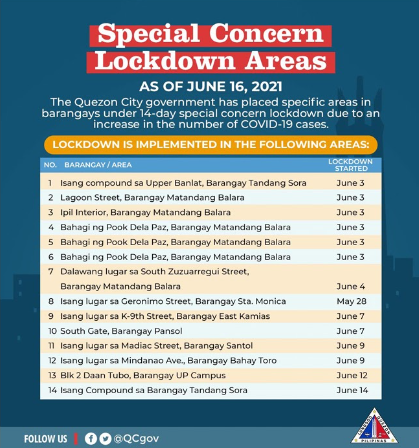 Special Concern
Lockdown Areas
AS OF JUNE 16, 2021
The Quezon City government has placed specific areas in
barangays under 14-day special concern lockdown due to an
increase in the number of COVID-19 cases.
LOCKDOWN IS IMPLEMENTED IN THE FOLLOWING AREAS:
NO. BARANGAY / AREA LOCKDOWN
STARTED
1 Isang compound sa Upper Banlat, Barangay Tandang Sora June 3
2 Lagoon Street, Barangay Matandang Balara June 3
3 Ipil Interior, Barangay Matandang Balara June 3
4 Bahagi ng Pook Dela Paz, Barangay Matandang Balara June 3
5 Bahagi ng Pook Dela Paz, Barangay Matandang Balara June 3
6 Bahagi ng Pook Dela Paz, Barangay Matandang Balara June 3
7 Dalawang lugar sa South Zuzuarregui Street,
Barangay Matandang Balara June 4
8 Isang lugar sa Geronimo Street, Barangay Sta. Monica May 28
9 Isang lugar sa K-9th Street, Barangay East Kamias June 7
10 South Gate, Barangay Pansol June 7
11 Isang lugar sa Madiac Street, Barangay Santol June 9
12 Isang lugar sa Mindanao Ave., Barangay Bahay Toro June 9
13 Blk 2 Daan Tubo, Barangay UP Campus June 12
14 Isang Compound sa Barangay Tandang Sora June 14
FOLLOW US @QCgov
PILIPINAS